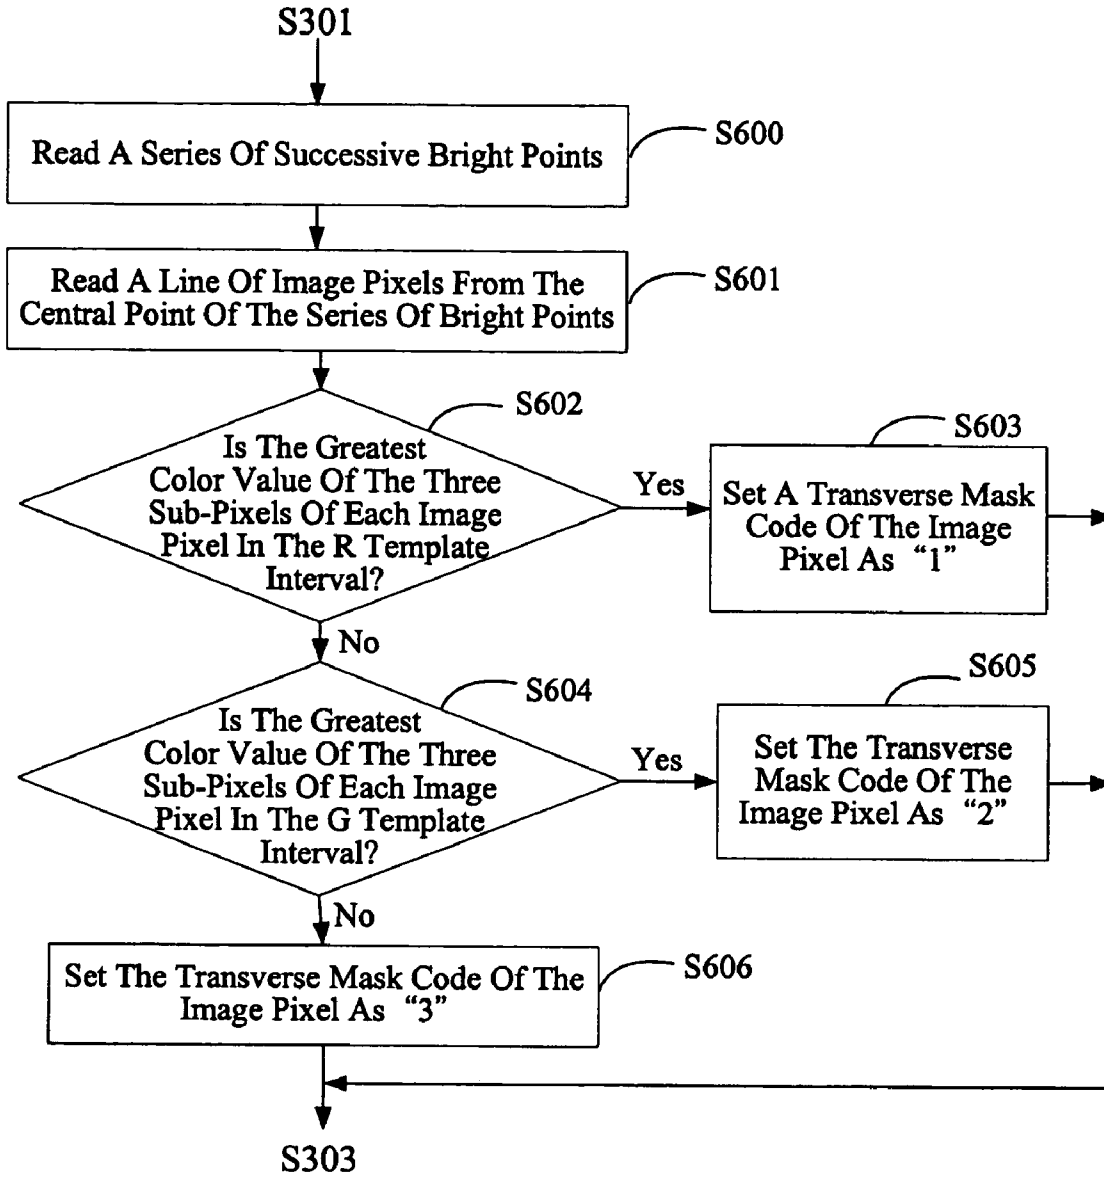 S301
Read A Series Of Successive Bright Points
S600
Read A Line Of Image Pixels From The
Central Point Of The Series Of Bright Points
S601
S602
Is The Greatest
Color Value Of The Three
Sub-Pixels Of Each Image
Pixel In The R Template
Interval?
Yes
S603
Set A Transverse Mask
Code Of The Image
Pixel As “1”
No
S604
Is The Greatest
Color Value Of The Three
Sub-Pixels Of Each Image
Pixel In The G Template
Interval?
Yes
S605
Set The Transverse
Mask Code Of The
Image Pixel As “2”
No
S606
Set The Transverse Mask Code Of The
Image Pixel As “3”
S303